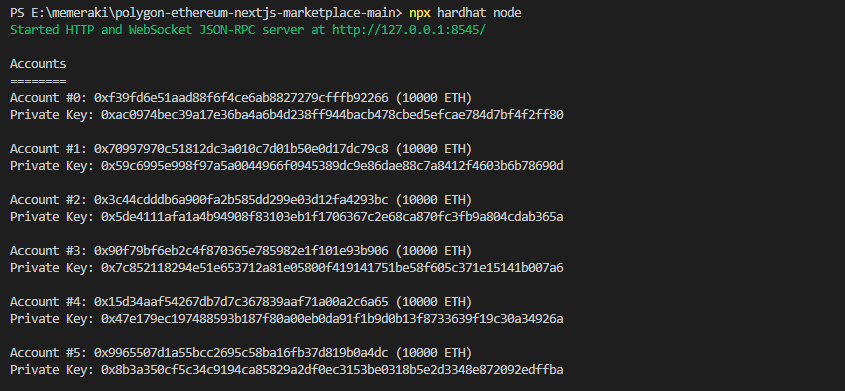 PS E:\memeraki\polygon-ethereum-nextjs-marketplace-main> npx hardhat node
Started HTTP and WebSocket JSON-RPC server at http://127.0.0.1:8545/
Accounts
========
Account #0: 0xf39fd6e51aad88f6f4ce6ab8827279cfffb92266 (10000 ETH)
Private Key: 0xac0974bec39a17e36ba4a6b4d238ff944bacb478cbed5efcae784d7bf4f2ff80
Account #1: 0x70997970c51812dc3a010c7d01b50e0d17dc79c8 (10000 ETH)
Private Key: 0x59c6995e998f97a5a0044966f0945389dc9e86dae88c7a8412f4603b6b78690d
Account #2: 0x3c44cdddb6a900fa2b585dd299e03d12fa4293bc (10000 ETH)
Private Key: 0x5de4111afa1a4b94908f83103eb1f1706367c2e68ca870fc3fb9a804cdab365a
Account #3: 0x90f79bf6eb2c4f870365e785982e1f101e93b906 (10000 ETH)
Private Key: 0x7c852118294e51e653712a81e05800f419141751be58f605c371e15141b007a6
Account #4: 0x15d34aaf54267db7d7c367839aaf71a00a2c6a65 (10000 ETH)
Private Key: 0x47e179ec197488593b187f80a00eb0da91f1b9d0b13f8733639f19c30a34926a
Account #5: 0x9965507d1a55bcc2695c58ba16fb37d819b0a4dc (10000 ETH)
Private Key: 0x8b3a350cf5c34c9194ca85829a2df0ec3153be0318b5e2d3348e872092edffba